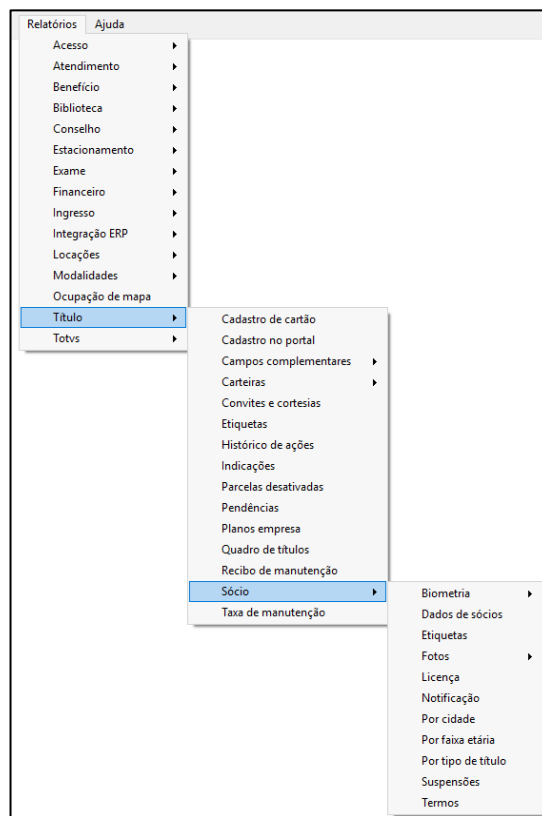 Relatórios Ajuda
Acesso
Atendimento
Benefício
Biblioteca
Conselho
Estacionamento
Exame
Financeiro
Ingresso
Integração ERP
Locações
Modalidades
Ocupação de mapa
Título
Totvs
Cadastro de cartão
Cadastro no portal
Campos complementares
Carteiras
Convites e cortesias
Etiquetas
Histórico de ações
Indicações
Parcelas desativadas
Pendências
Planos empresa
Quadro de títulos
Recibo de manutenção
Sócio
Taxa de manutenção
Biometria
Dados de sócios
Etiquetas
Fotos
Licença
Notificação
Por cidade
Por faixa etária
Por tipo de título
Suspensões
Termos